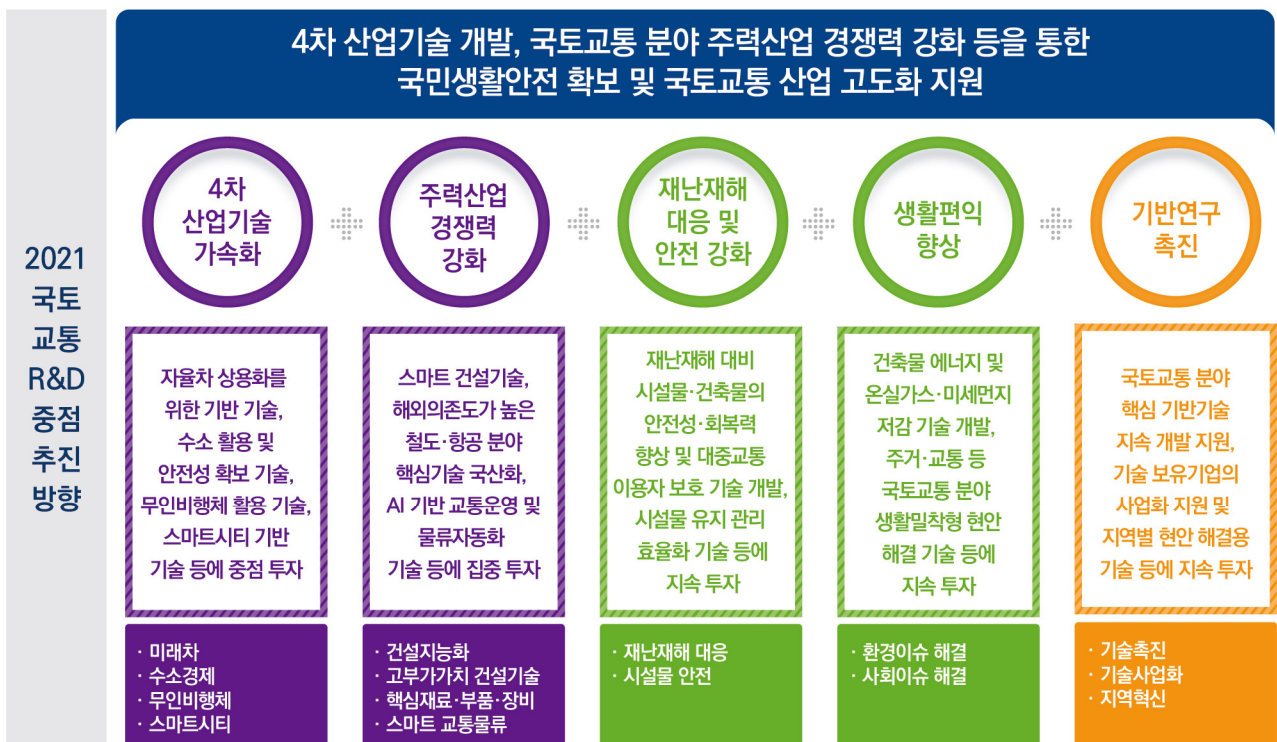 4차 산업기술 개발, 국토교통 분야 주력산업 경쟁력 강화 등을 통한
국민생활안전 확보 및 국토교통 산업 고도화 지원
2021
국토
교통
R&D
중점
추진
방향
4차
산업기술
가속화
주력산업
경쟁력
강화
재난재해
대응 및
안전 강화
생활편익
향상
기반연구
촉진
자율차 상용화를
위한 기반 기술,
수소 활용 및
안전성 확보 기술,
무인비행체 활용 기술,
스마트시티 기반
기술 등에 중점 투자
스마트 건설기술,
해외의존도가 높은
철도·항공 분야
핵심기술 국산화,
AI 기반 교통운영 및
물류자동화
기술 등에 집중 투자
재난재해 대비
시설물·건축물의
안전성·회복력
향상 및 대중교통
이용자 보호 기술 개발,
시설물 유지 관리
효율화 기술 등에
지속 투자
건축물 에너지 및
온실가스·미세먼지
저감 기술 개발,
주거·교통 등
국토교통 분야
생활밀착형 현안
해결 기술 등에
지속 투자
국토교통 분야
핵심 기반기술
지속 개발 지원,
기술 보유기업의
사업화 지원 및
지역별 현안 해결용
기술 등에 지속 투자
· 미래차
· 수소경제
· 무인비행체
· 스마트시티
· 건설지능화
· 고부가가치 건설기술
· 핵심재료·부품·장비
· 스마트 교통물류
· 재난재해 대응
· 시설물 안전
· 환경이슈 해결
· 사회이슈 해결
· 기술촉진
· 기술사업화
· 지역혁신